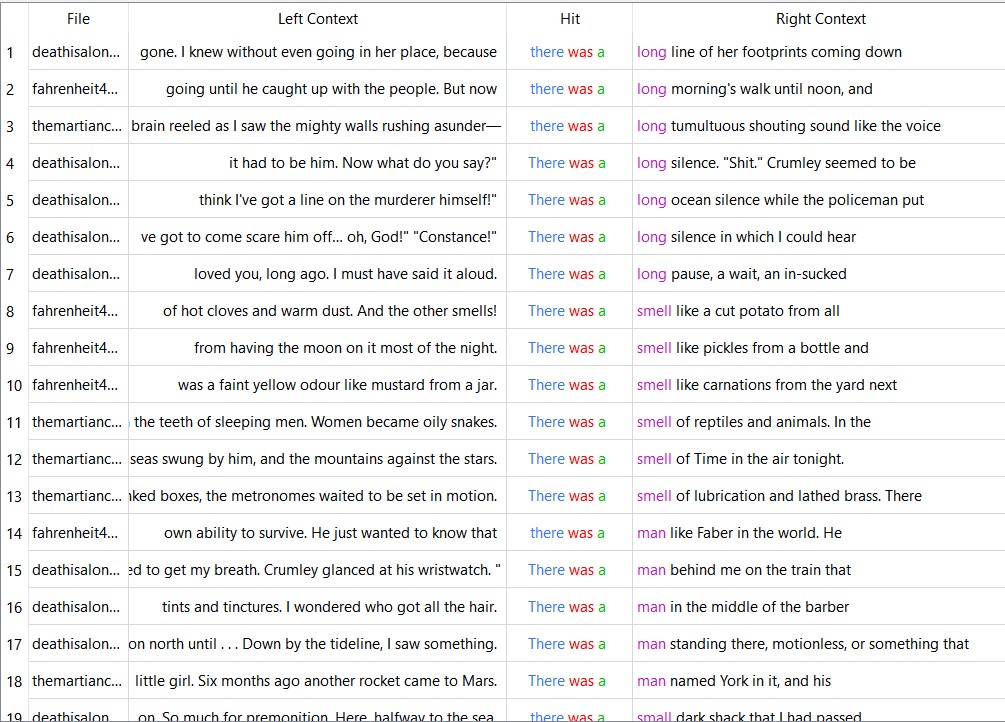 File Left Context Hit Right Context
1 deathisalon... gone. I knew without even going in her place, because there was a long line of her footprints coming down
2 fahrenheit4... going until he caught up with the people. But now there was a long morning's walk until noon, and
3 themartianc... brain reeled as I saw the mighty walls rushing asunder— there was a long tumultuous shouting sound like the voice
4 deathisalon... it had to be him. Now what do you say?" There was a long silence. "Shit." Crumley seemed to be
5 deathisalon... think I've got a line on the murderer himself!" There was a long ocean silence while the policeman put
6 deathisalon... ve got to come scare him off... oh, God!" "Constance!" There was a long silence in which I could hear
7 deathisalon... loved you, long ago. I must have said it aloud. There was a long pause, a wait, an in-sucked
8 fahrenheit4... of hot cloves and warm dust. And the other smells! There was a smell like a cut potato from all
9 fahrenheit4... from having the moon on it most of the night. There was a smell like pickles from a bottle and
10 fahrenheit4... was a faint yellow odour like mustard from a jar. There was a smell like carnations from the yard next
11 themartianc... the teeth of sleeping men. Women became oily snakes. There was a smell of reptiles and animals. In the
12 themartianc... seas swung by him, and the mountains against the stars. There was a smell of Time in the air tonight.
13 themartianc... ked boxes, the metronomes waited to be set in motion. There was a smell of lubrication and lathed brass. There
14 fahrenheit4... own ability to survive. He just wanted to know that there was a man like Faber in the world. He
15 deathisalon... ed to get my breath. Crumley glanced at his wristwatch. " There was a man behind me on the train that
16 deathisalon... tints and tinctures. I wondered who got all the hair. There was a man in the middle of the barber
17 deathisalon... on north until . . . Down by the tideline, I saw something. There was a man standing there, motionless, or something that
18 themartianc... little girl. Six months ago another rocket came to Mars. There was a man named York in it, and his
19 deathisalon... on. So much for premonition. Here, halfway to the sea There was a small dark shack that I had passed